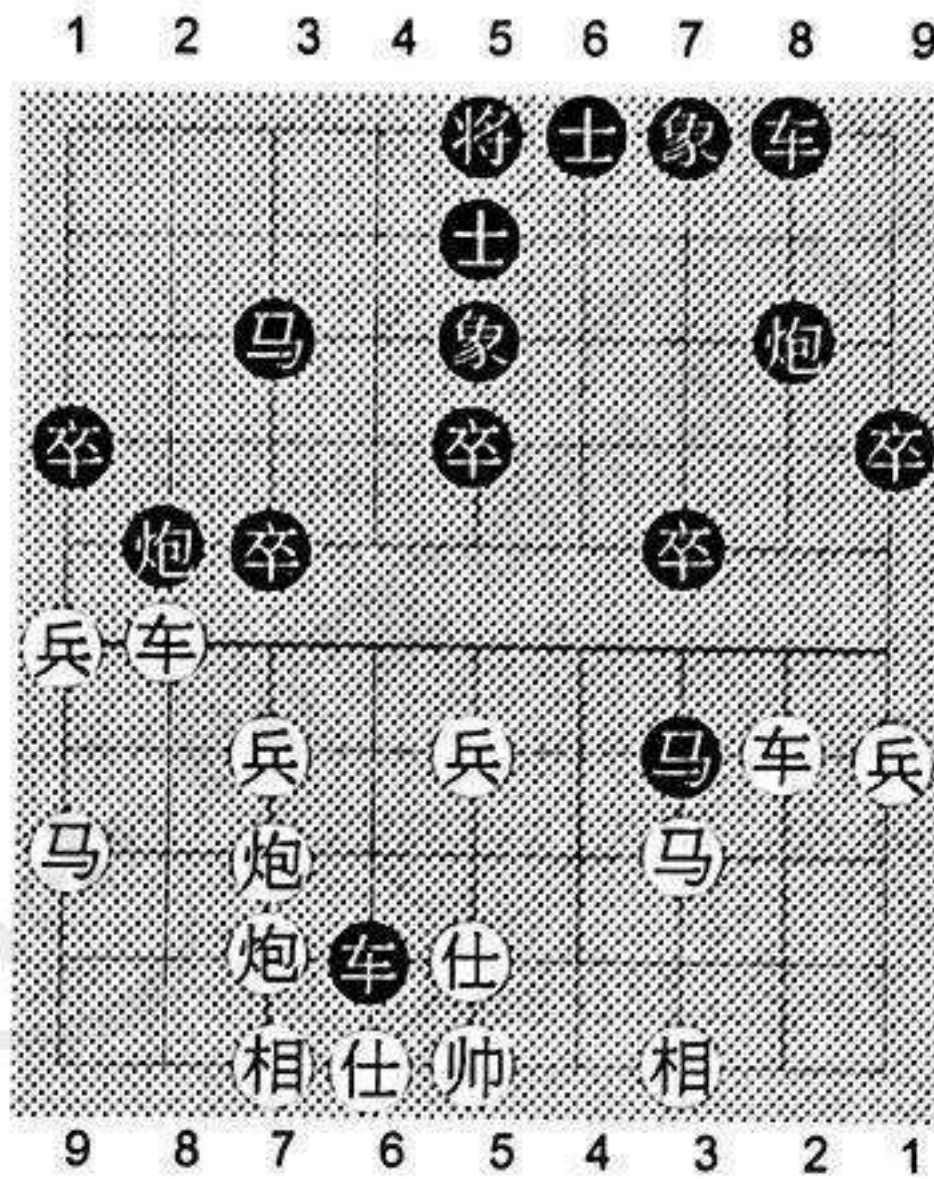 1 2 3 4 5 6 7 8 9
将 士 象 车
士
马 象 炮
卒 卒 卒
炮 卒 卒
兵 车
兵 兵 马 车 兵
马 炮 马
炮 车 仕
相 仕 帅 相
9 8 7 6 5 4 3 2 1